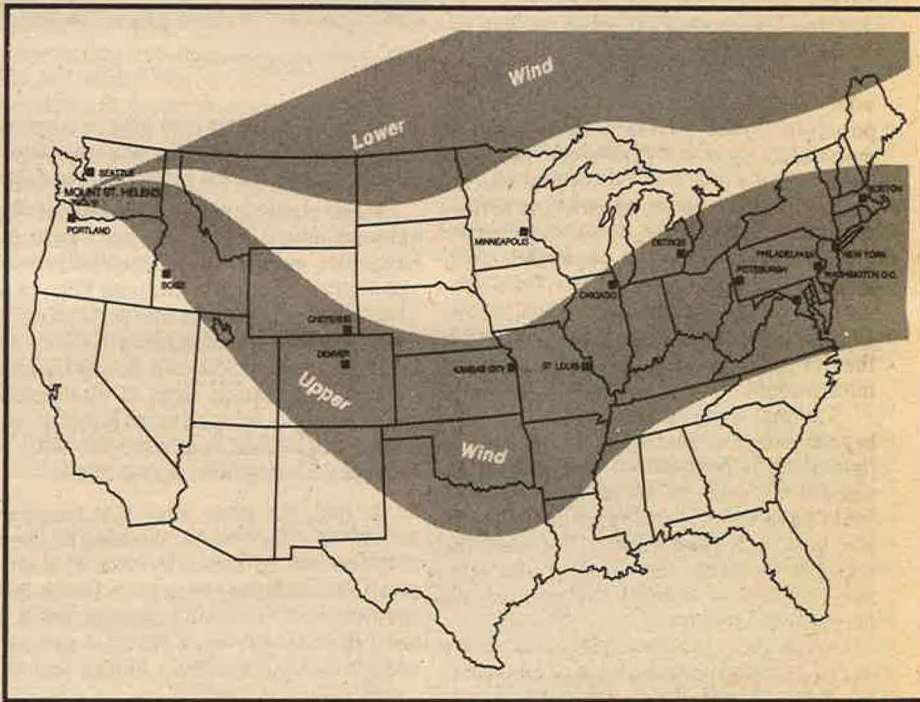 Wind
Lower
SEATTLE
MOUNT ST. HELENS
PORTLAND
BOISE
MINNEAPOLIS
DETROIT
BOSTON
NEW YORK
PHILADELPHIA
PITTSBURGH
WASHINGTON D.C.
CHICAGO
CHEYENNE
DENVER
KANSAS CITY
ST LOUIS
Upper
Wind